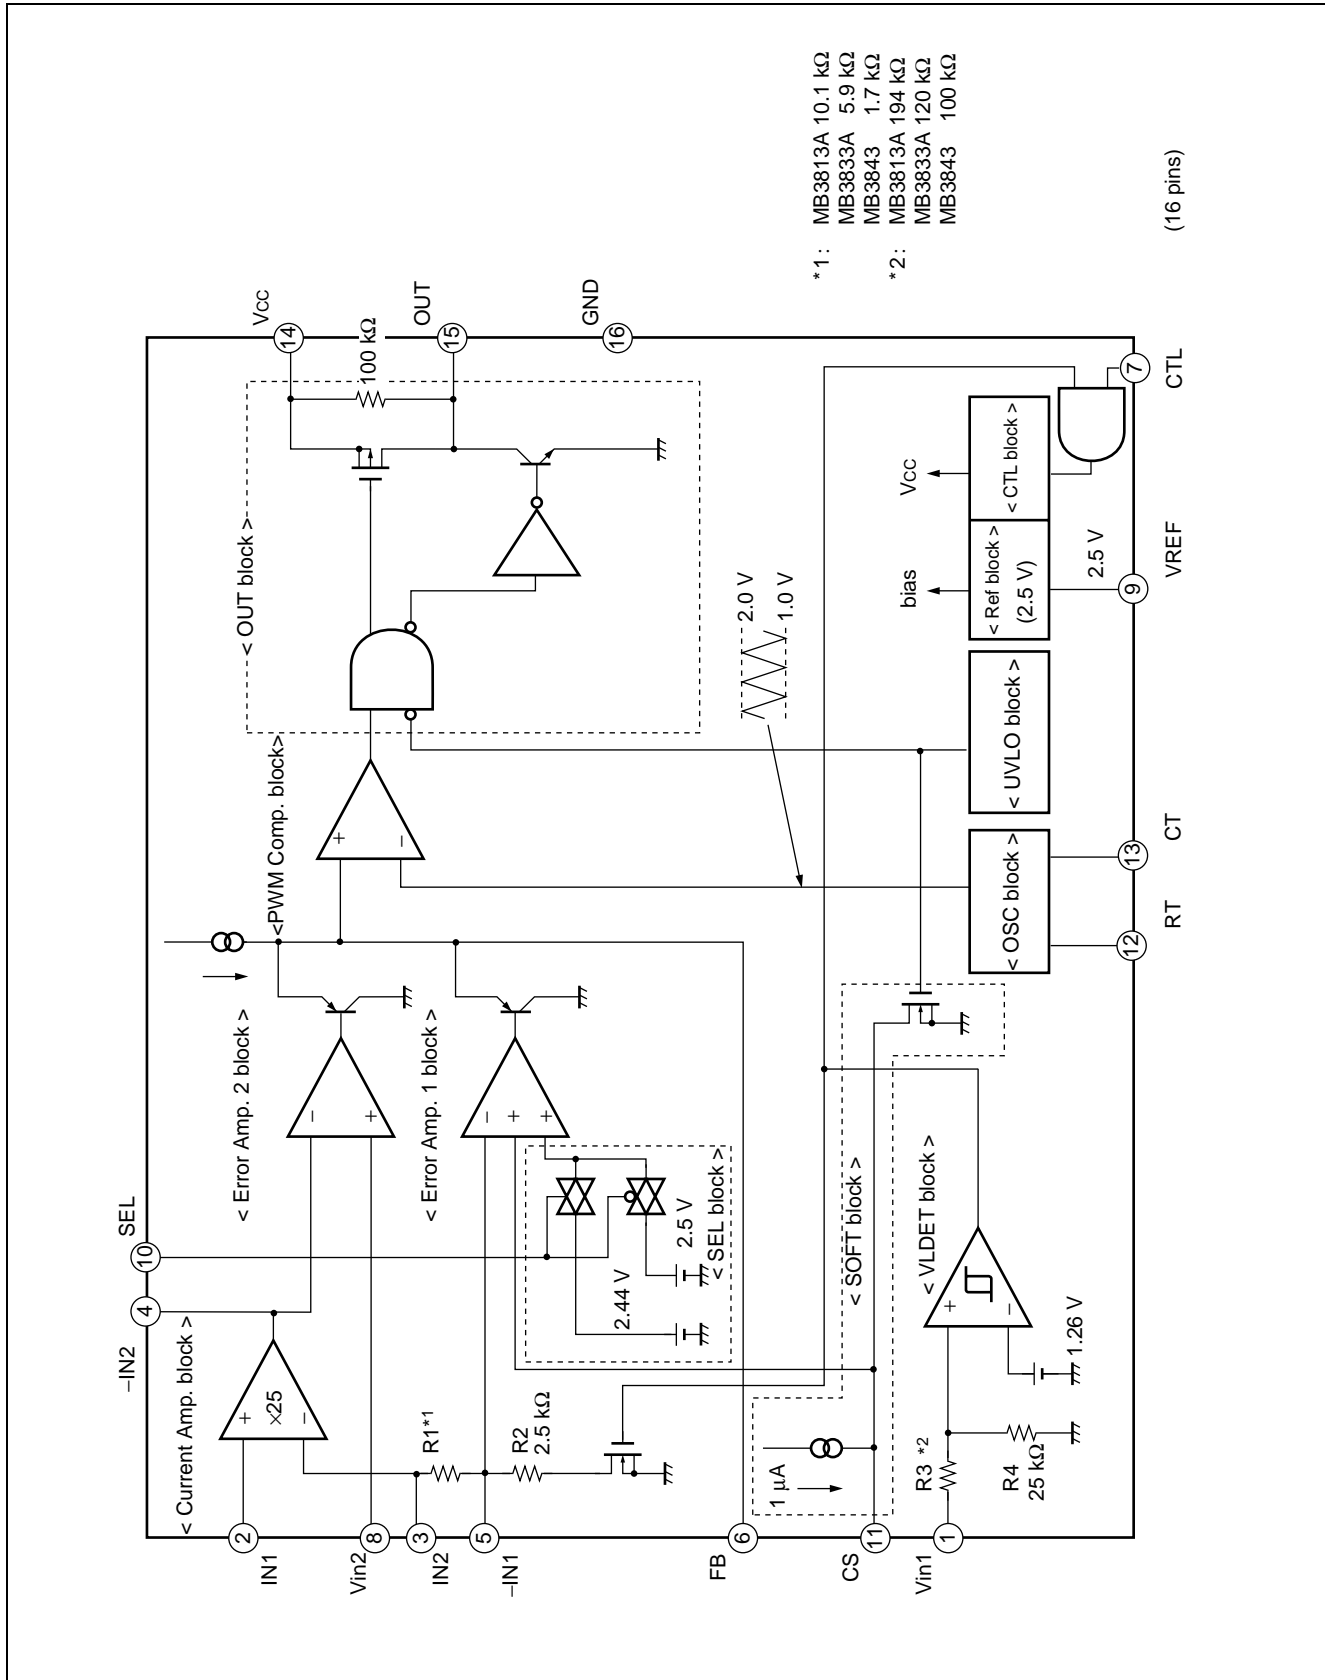 –IN2
4
SEL
10
< Current Amp. block >
+
×25
–
< Error Amp. 2 block >
–
+
< Error Amp. 1 block >
–
+
+
<PWM Comp. block>
+
–
< OUT block >
100 kΩ
14
VCC
15
OUT
16
GND
2
IN1
8
Vin2
3
IN2
5
–IN1
6
FB
11
CS
1
Vin1
R1*1
R2
2.5 kΩ
2.44 V
2.5 V
< SEL block >
1 µA
< SOFT block >
R3 *2
R4
25 kΩ
< VLDET block >
+
–
1.26 V
2.0 V
1.0 V
< OSC block >
< UVLO block >
bias
< Ref block >
(2.5 V)
VCC
< CTL block >
2.5 V
12
RT
13
CT
9
VREF
7
CTL
*1 : MB3813A 10.1 kΩ
MB3833A 5.9 kΩ
MB3843 1.7 kΩ
*2 : MB3813A 194 kΩ
MB3833A 120 kΩ
MB3843 100 kΩ
(16 pins)